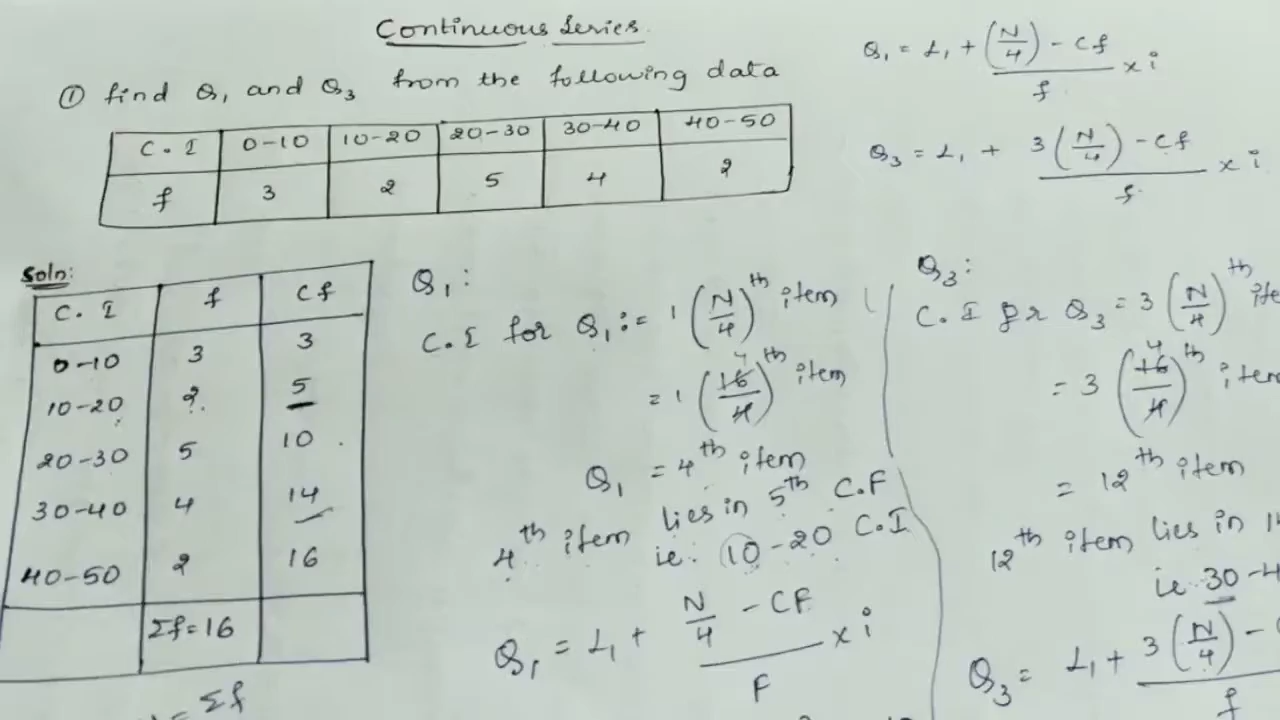 Continuous Series
① find Q₁ and Q₃ from the following data
C.I 0-10 10-20 20-30 30-40 40-50
f 3 2 5 4 2
Q₁ = L₁ + (N/4) - Cf / f × i
Q₃ = L₁ + 3(N/4) - Cf / f × i
Soln:
C.I f Cf
0-10 3 3
10-20 2 5
20-30 5 10
30-40 4 14
40-50 2 16
Σf=16
= Σf
Q₁:
C.I for Q₁:= 1(N/4)th item
= 1(16/4)th item 4
Q₁ = 4th item
4th item lies in 5th C.F
ie. 10-20 C.I
Q₁ = L₁ + N/4 - CF / F × i
Q₃:
C.I for Q₃ = 3(N/4)th ite
= 3(16/4)th item 4
= 12th item
12th item lies in 1
ie 30-4
Q₃ = L₁ + 3(N/4) - / f